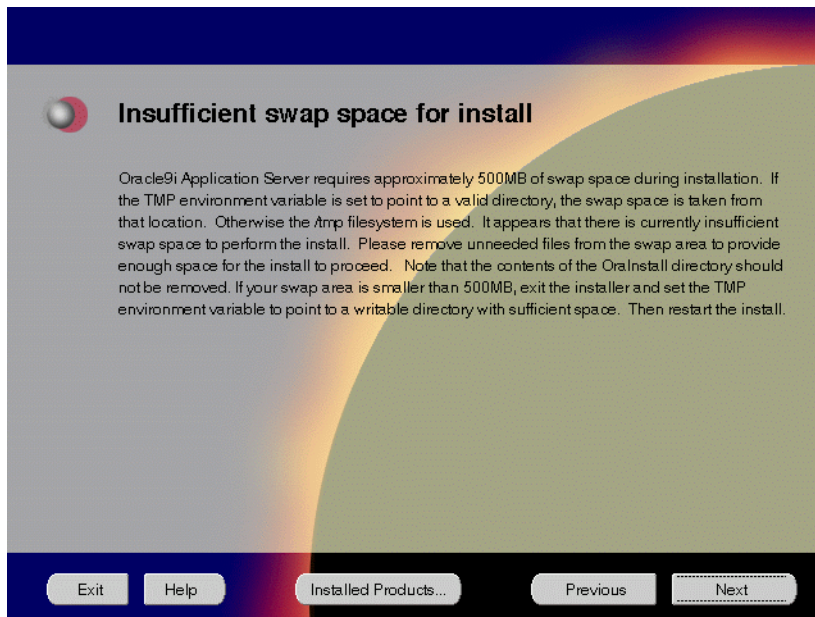 Insufficient swap space for install
Oracle9i Application Server requires approximately 500MB of swap space during installation. If
the TMP environment variable is set to point to a valid directory, the swap space is taken from
that location. Otherwise the /tmp filesystem is used. It appears that there is currently insufficient
swap space to perform the install. Please remove unneeded files from the swap area to provide
enough space for the install to proceed. Note that the contents of the OraInstall directory should
not be removed. If your swap area is smaller than 500MB, exit the installer and set the TMP
environment variable to point to a writable directory with sufficient space. Then restart the install.
Exit Help Installed Products... Previous Next